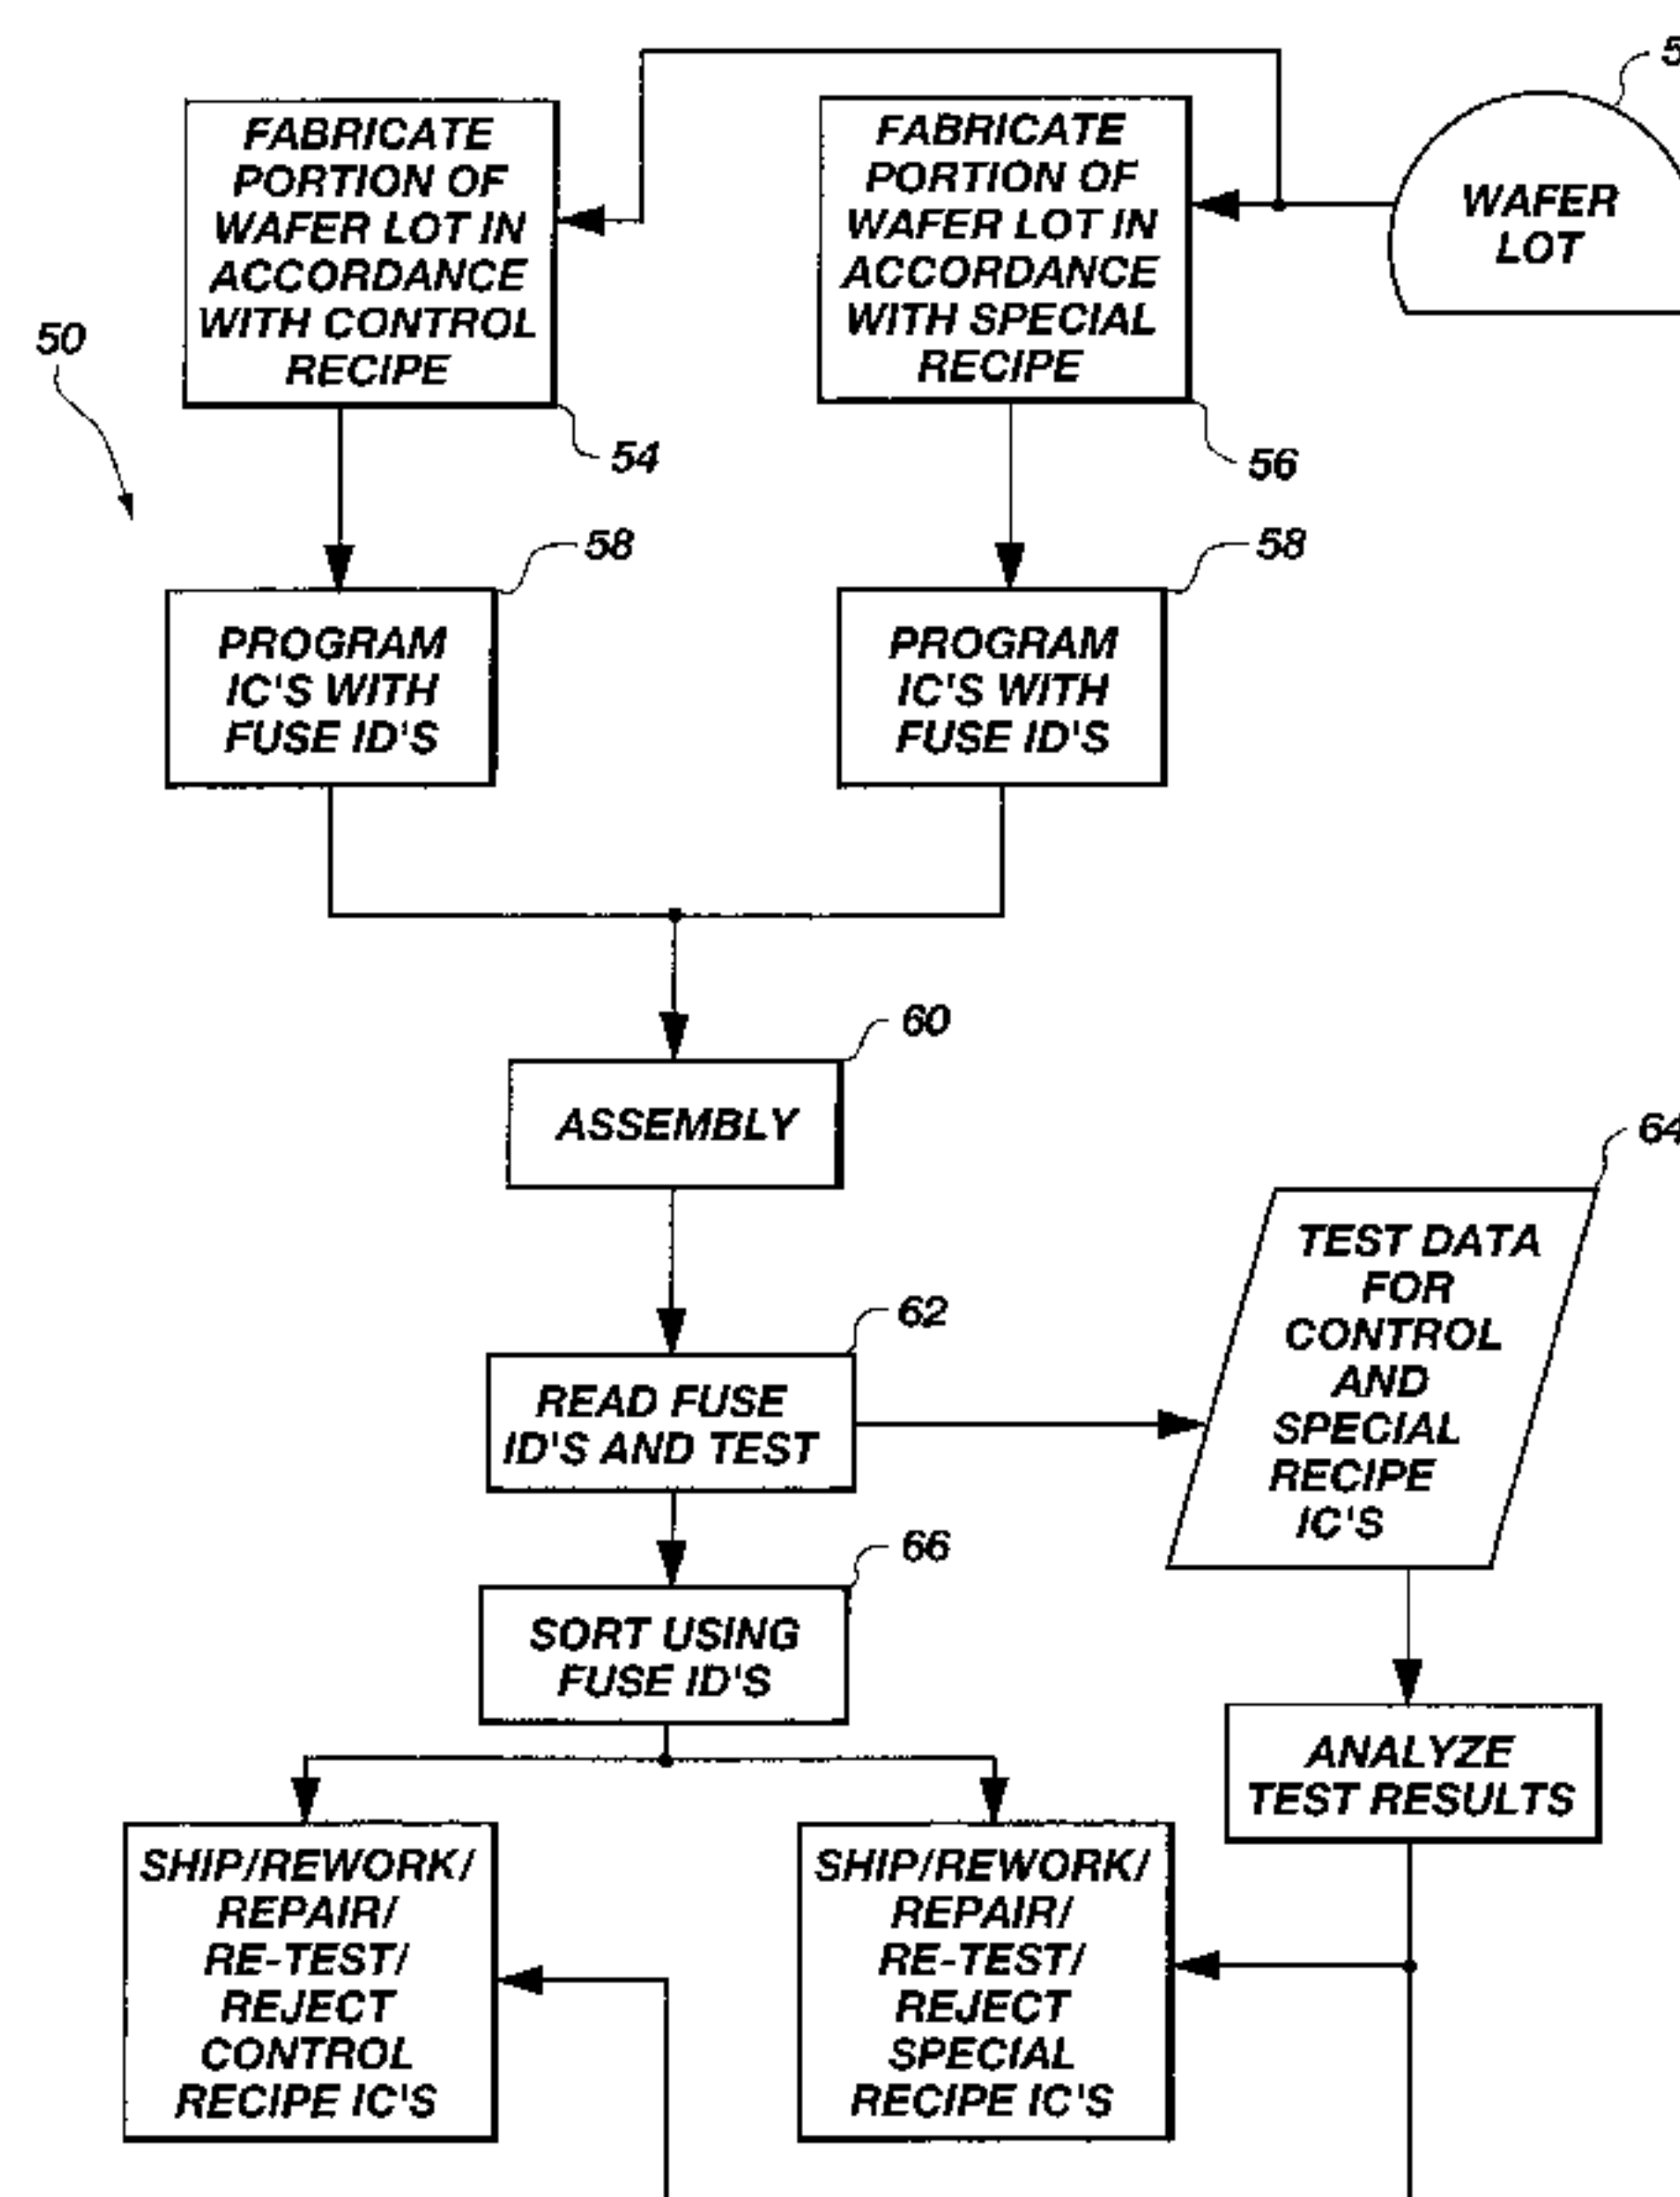 FABRICATE
PORTION OF
WAFER LOT IN
ACCORDANCE
WITH CONTROL
RECIPE
54
FABRICATE
PORTION OF
WAFER LOT IN
ACCORDANCE
WITH SPECIAL
RECIPE
56
WAFER
LOT
50
58
PROGRAM
IC'S WITH
FUSE ID'S
58
PROGRAM
IC'S WITH
FUSE ID'S
60
ASSEMBLY
62
READ FUSE
ID'S AND TEST
64
TEST DATA
FOR
CONTROL
AND
SPECIAL
RECIPE
IC'S
66
SORT USING
FUSE ID'S
ANALYZE
TEST RESULTS
SHIP/REWORK/
REPAIR/
RE-TEST/
REJECT
CONTROL
RECIPE IC'S
SHIP/REWORK/
REPAIR/
RE-TEST/
REJECT
SPECIAL
RECIPE IC'S